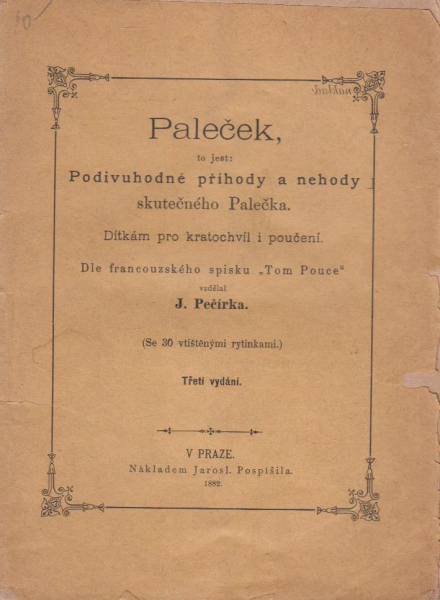 Paleček,
to jest:
Podivuhodné příhody a nehody
skutečného Palečka.
Dítkám pro kratochvíl i poučení.
Dle francouzského spisku „Tom Pouce“
vzdělal
J. Pečírka.
(Se 30 vtištěnými rytinkami.)
Třetí vydání.
V PRAZE.
Nákladem Jarosl. Pospíšila.
1882.